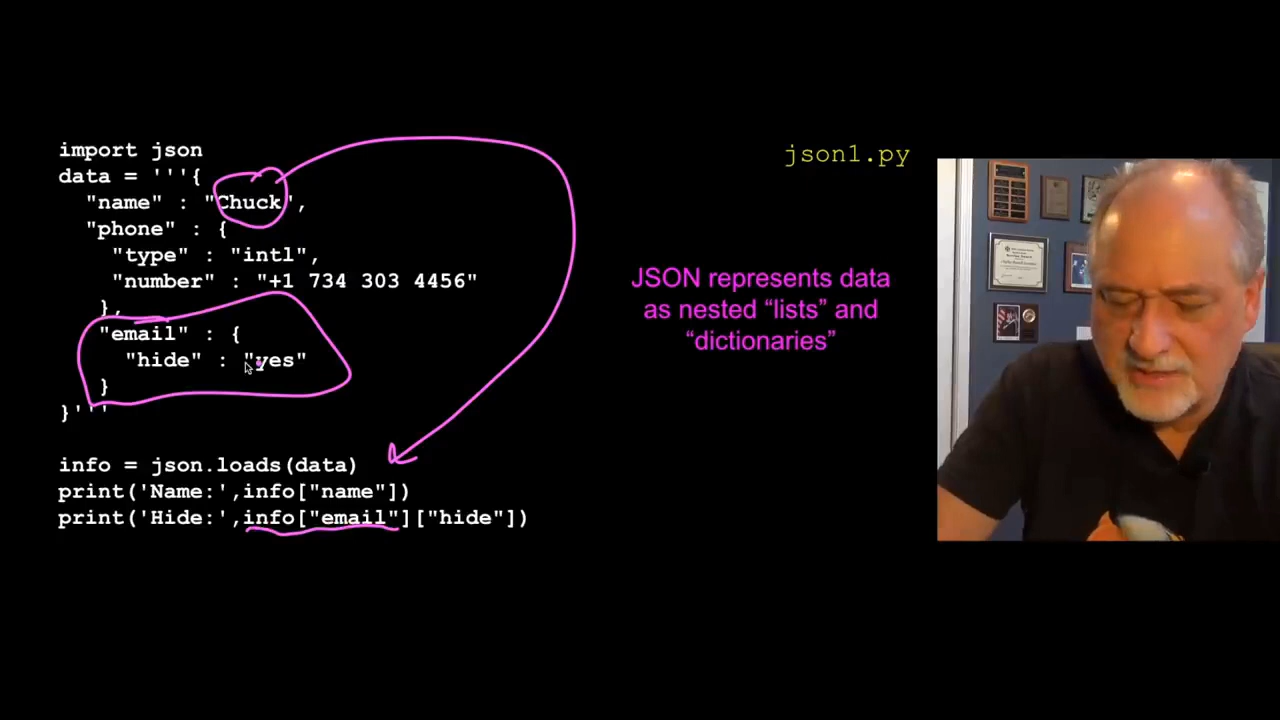 import json
data = '''{
"name" : "Chuck",
"phone" : {
"type" : "intl",
"number" : "+1 734 303 4456"
},
"email" : {
"hide" : "yes"
}
}'''
info = json.loads(data)
print('Name:',info["name"])
print('Hide:',info["email"]["hide"])
json1.py
JSON represents data
as nested “lists” and
“dictionaries”